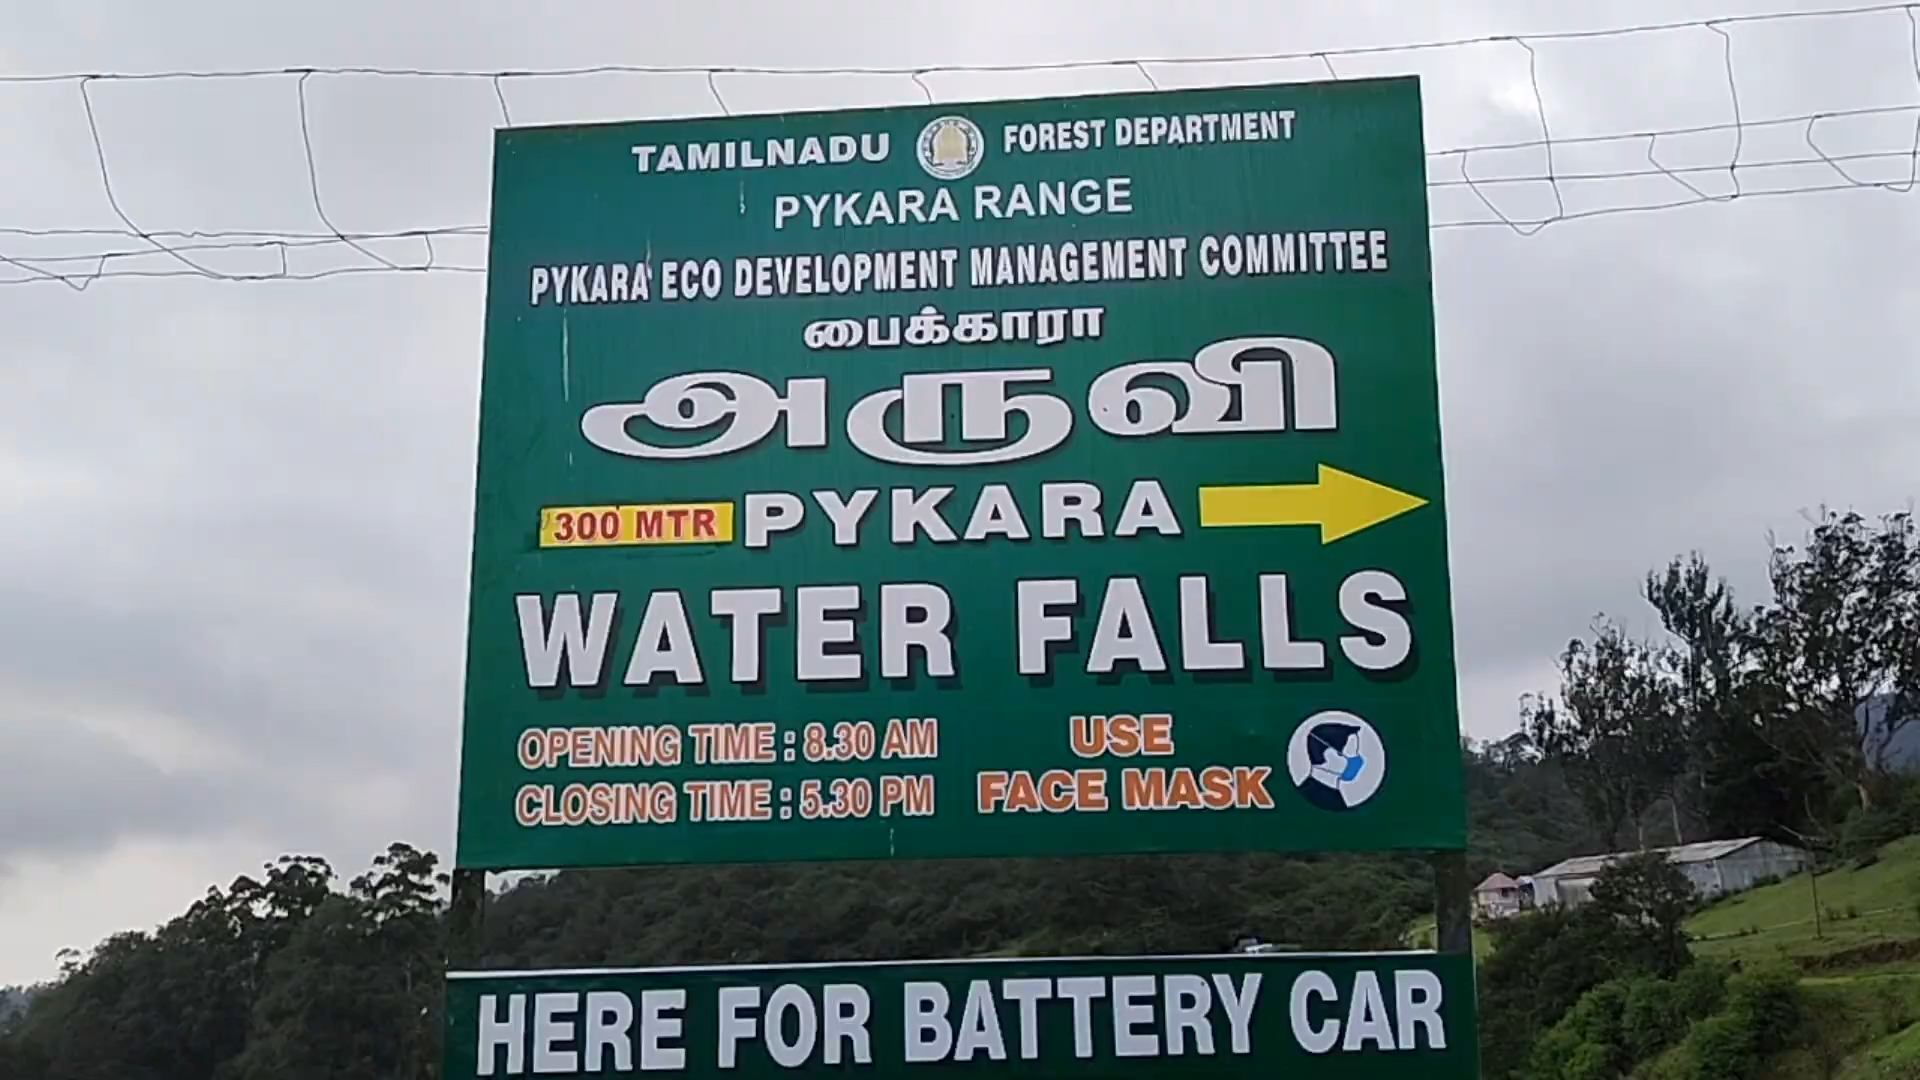 TAMILNADU FOREST DEPARTMENT
PYKARA RANGE
PYKARA ECO DEVELOPMENT MANAGEMENT COMMITTEE
பைக்காரா
அருவி
300 MTR PYKARA
WATER FALLS
OPENING TIME : 8.30 AM
CLOSING TIME : 5.30 PM
USE
FACE MASK
HERE FOR BATTERY CAR